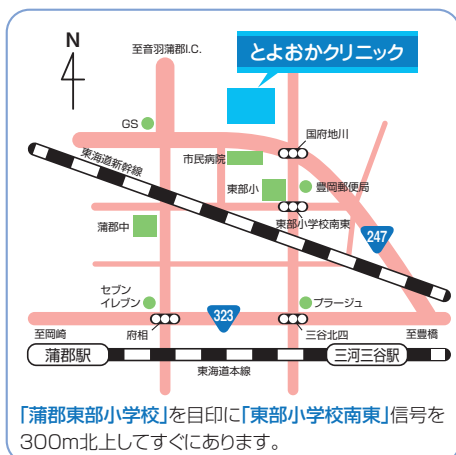 N
至音羽蒲郡I.C.
とよおかクリニック
GS
国府地川
市民病院
東海道新幹線
東部小
豊岡郵便局
東部小学校南東
蒲郡中
247
セブン
イレブン
プラージュ
323
至岡崎
府相
三谷北四
至豊橋
蒲郡駅
三河三谷駅
東海道本線
「蒲郡東部小学校」を目印に「東部小学校南東」信号を
300m北上してすぐにあります。